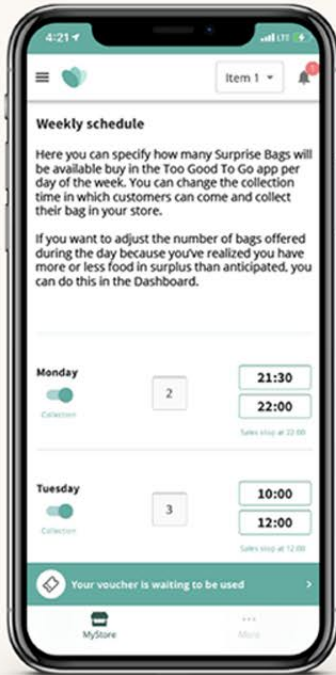 4:21
LTE
Item 1
1
Weekly schedule
Here you can specify how many Surprise Bags will
be available buy in the Too Good To Go app per
day of the week. You can change the collection
time in which customers can come and collect
their bag in your store.
If you want to adjust the number of bags offered
during the day because you've realized you have
more or less food in surplus than anticipated, you
can do this in the Dashboard.
Monday
Collection
2
21:30
22:00
Sales stop at 22:00
Tuesday
Collection
3
10:00
12:00
Sales stop at 12:00
Your voucher is waiting to be used
MyStore
More